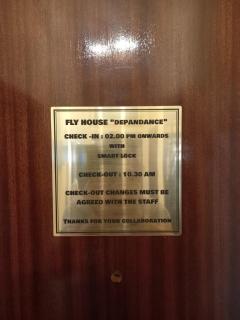 FLY HOUSE "DEPANDANCE"
CHECK -IN : 02.00 PM ONWARDS
WITH
SMART LOCK
CHECK-OUT : 10.30 AM
CHECK-OUT CHANGES MUST BE
AGREED WITH THE STAFF
THANKS FOR YOUR COLLABORATION